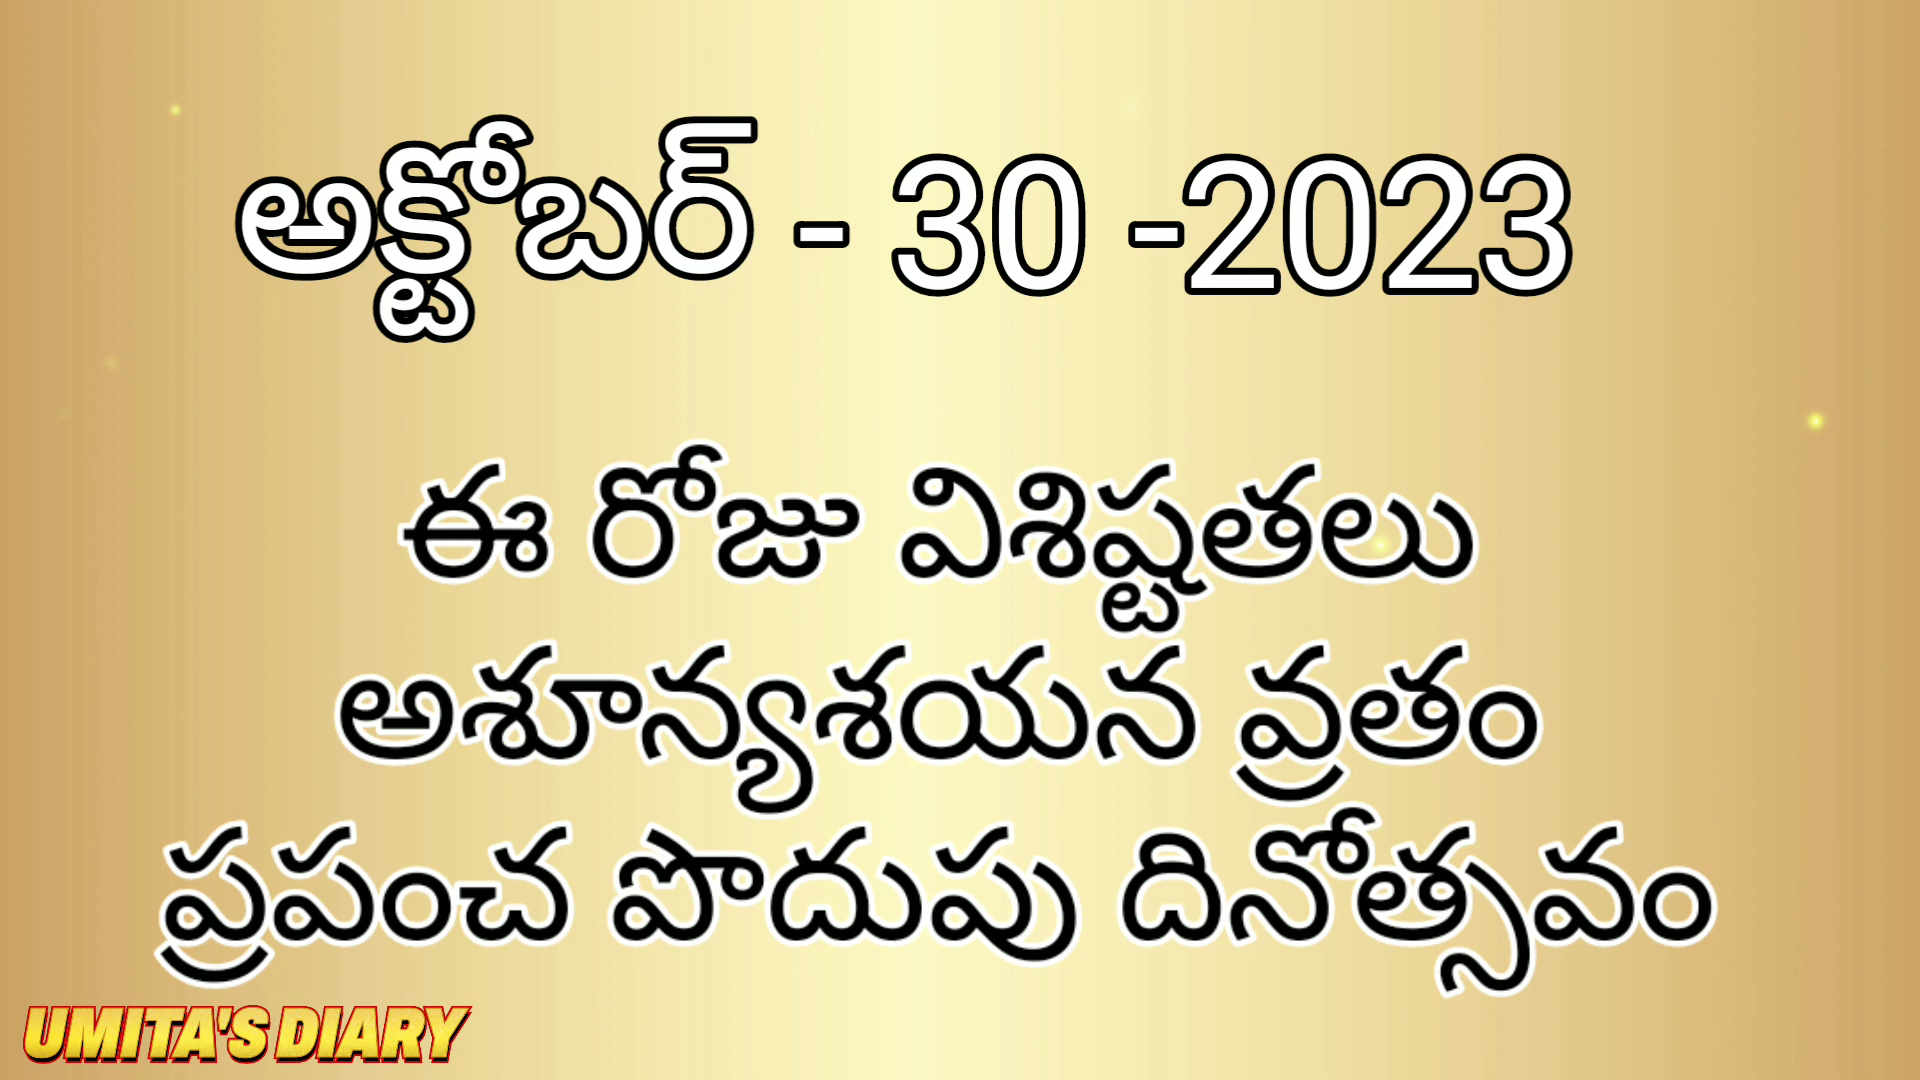 అక్టోబర్ - 30 -2023
ఈ రోజు విశిష్టతలు
అశూన్యశయన వ్రతం
ప్రపంచ పొదుపు దినోత్సవం
UMITA'S DIARY